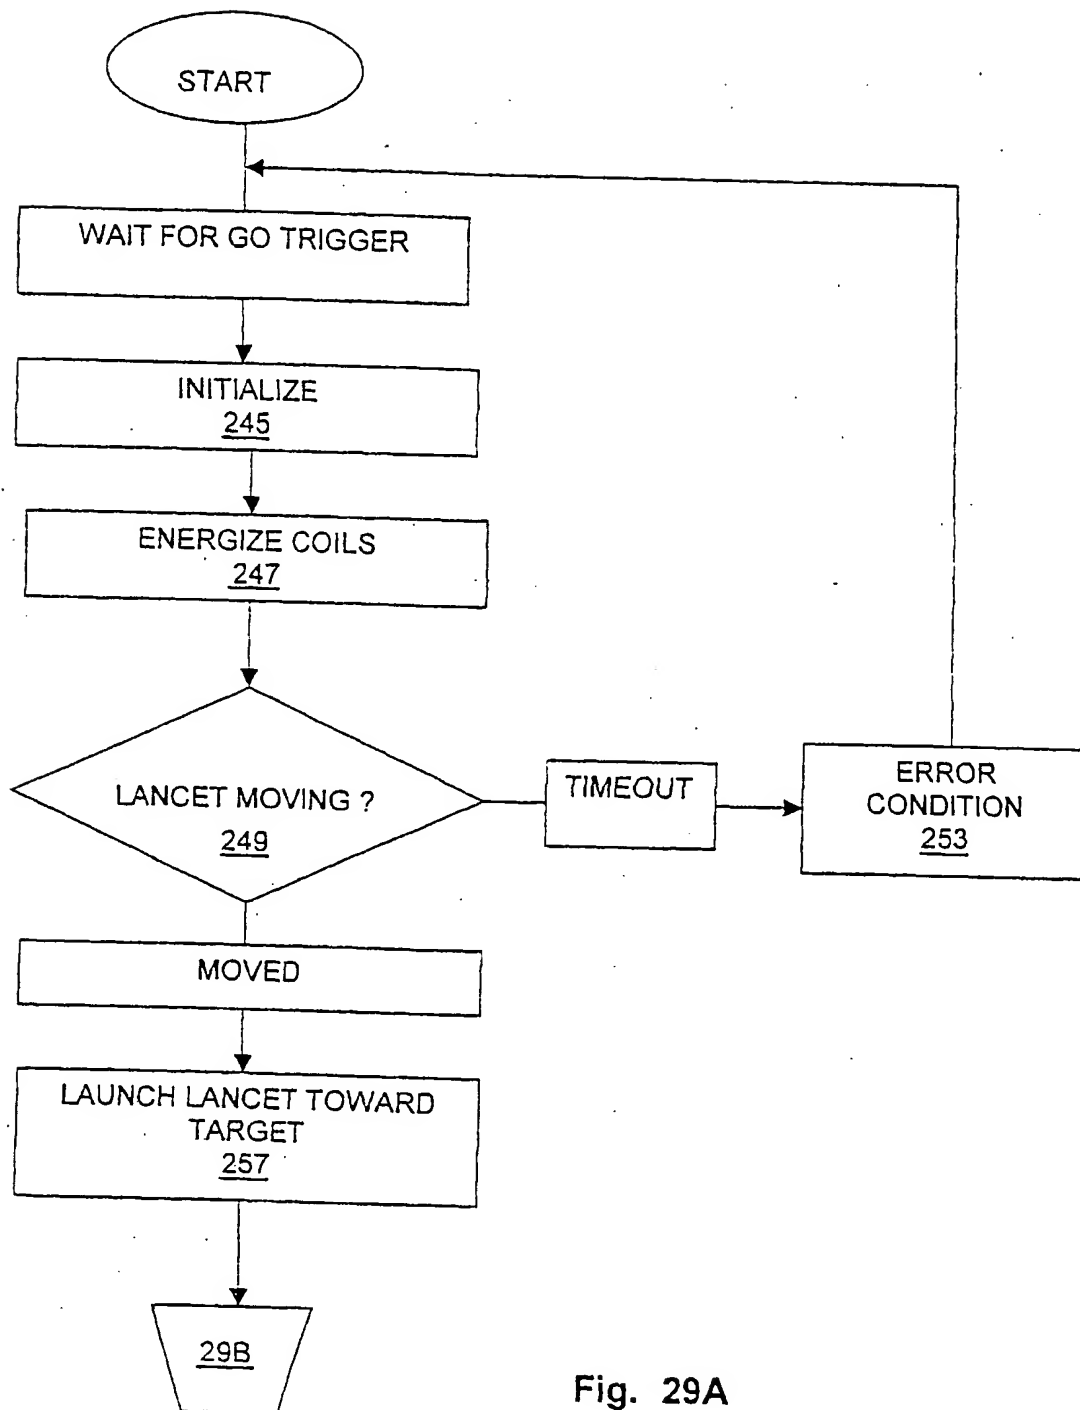 START
WAIT FOR GO TRIGGER
INITIALIZE
245
ENERGIZE COILS
247
LANCET MOVING ?
249
TIMEOUT
ERROR
CONDITION
253
MOVED
LAUNCH LANCET TOWARD
TARGET
257
29B
Fig. 29A